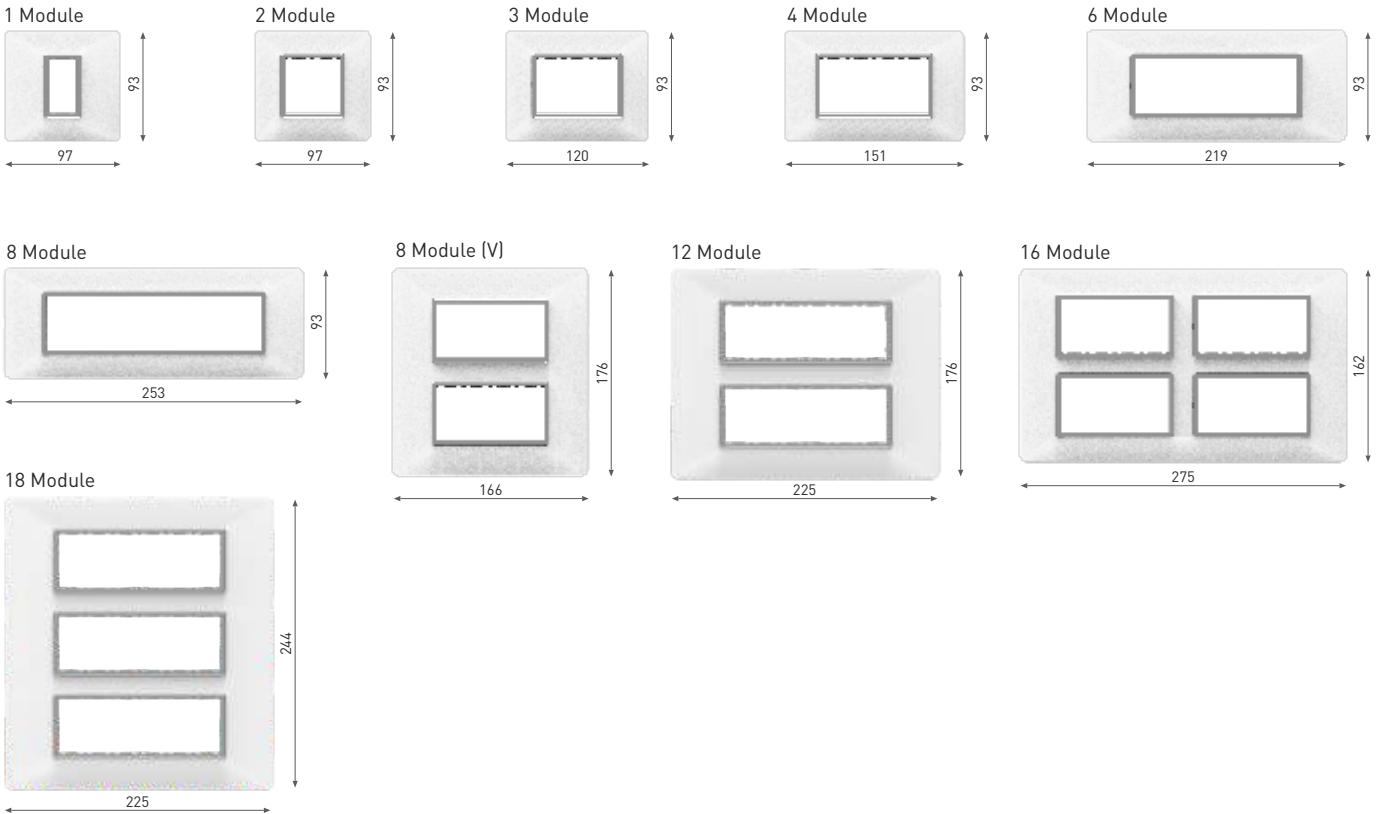 1 Module
93
97
2 Module
93
97
3 Module
93
120
4 Module
93
151
6 Module
93
219
8 Module
93
253
8 Module (V)
176
166
12 Module
176
225
16 Module
162
275
18 Module
244
225